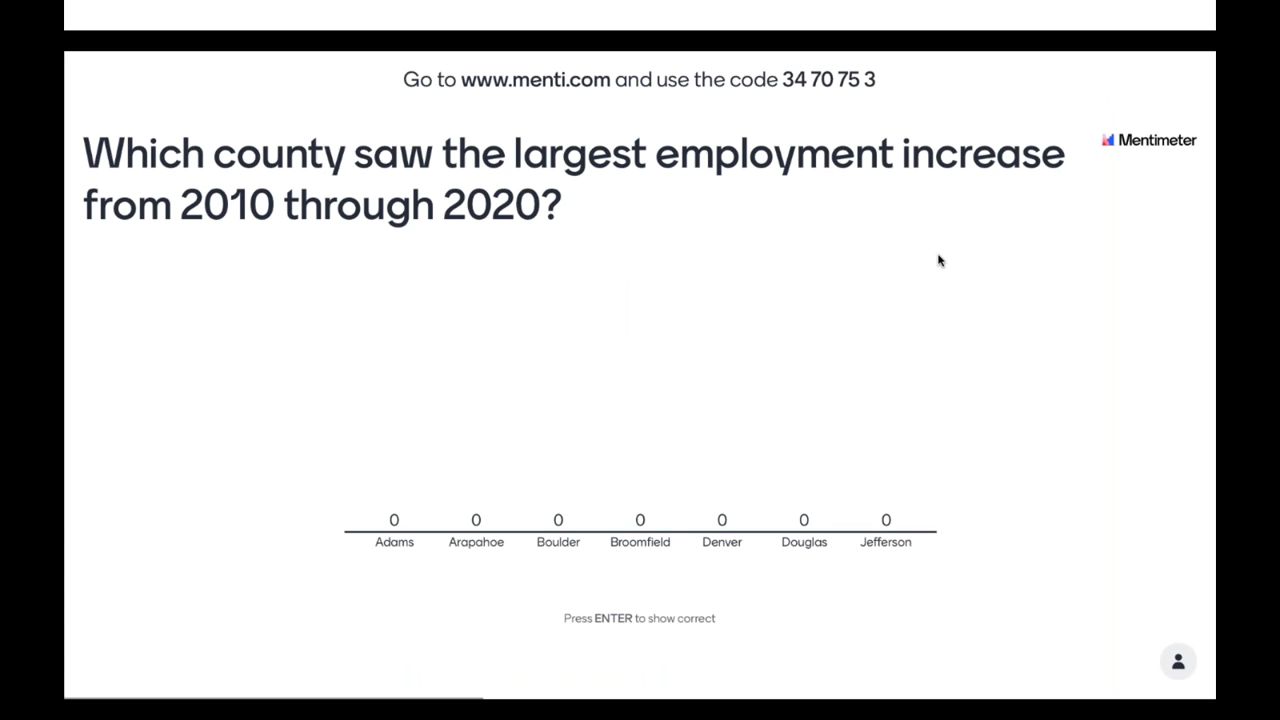 Go to www.menti.com and use the code 34 70 75 3
Mentimeter
Which county saw the largest employment increase
from 2010 through 2020?
0 0 0 0 0 0 0
Adams Arapahoe Boulder Broomfield Denver Douglas Jefferson
Press ENTER to show correct